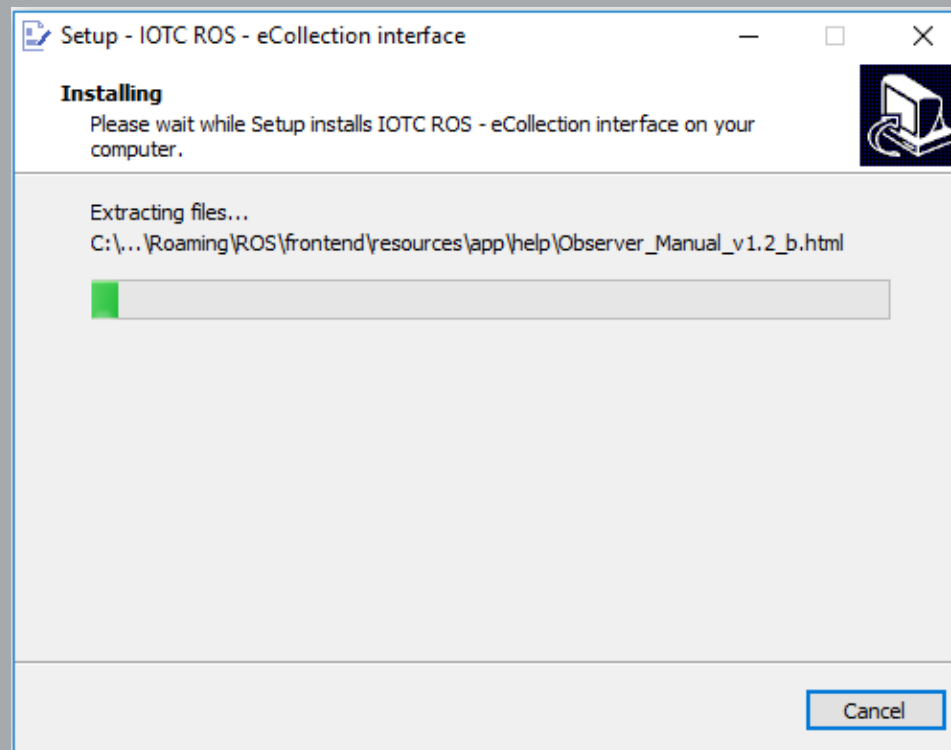 Setup - IOTC ROS - eCollection interface
Installing
Please wait while Setup installs IOTC ROS - eCollection interface on your
computer.
Extracting files...
C:\...\Roaming\ROS\frontend\resources\app\help\Observer_Manual_v1.2_b.html
Cancel